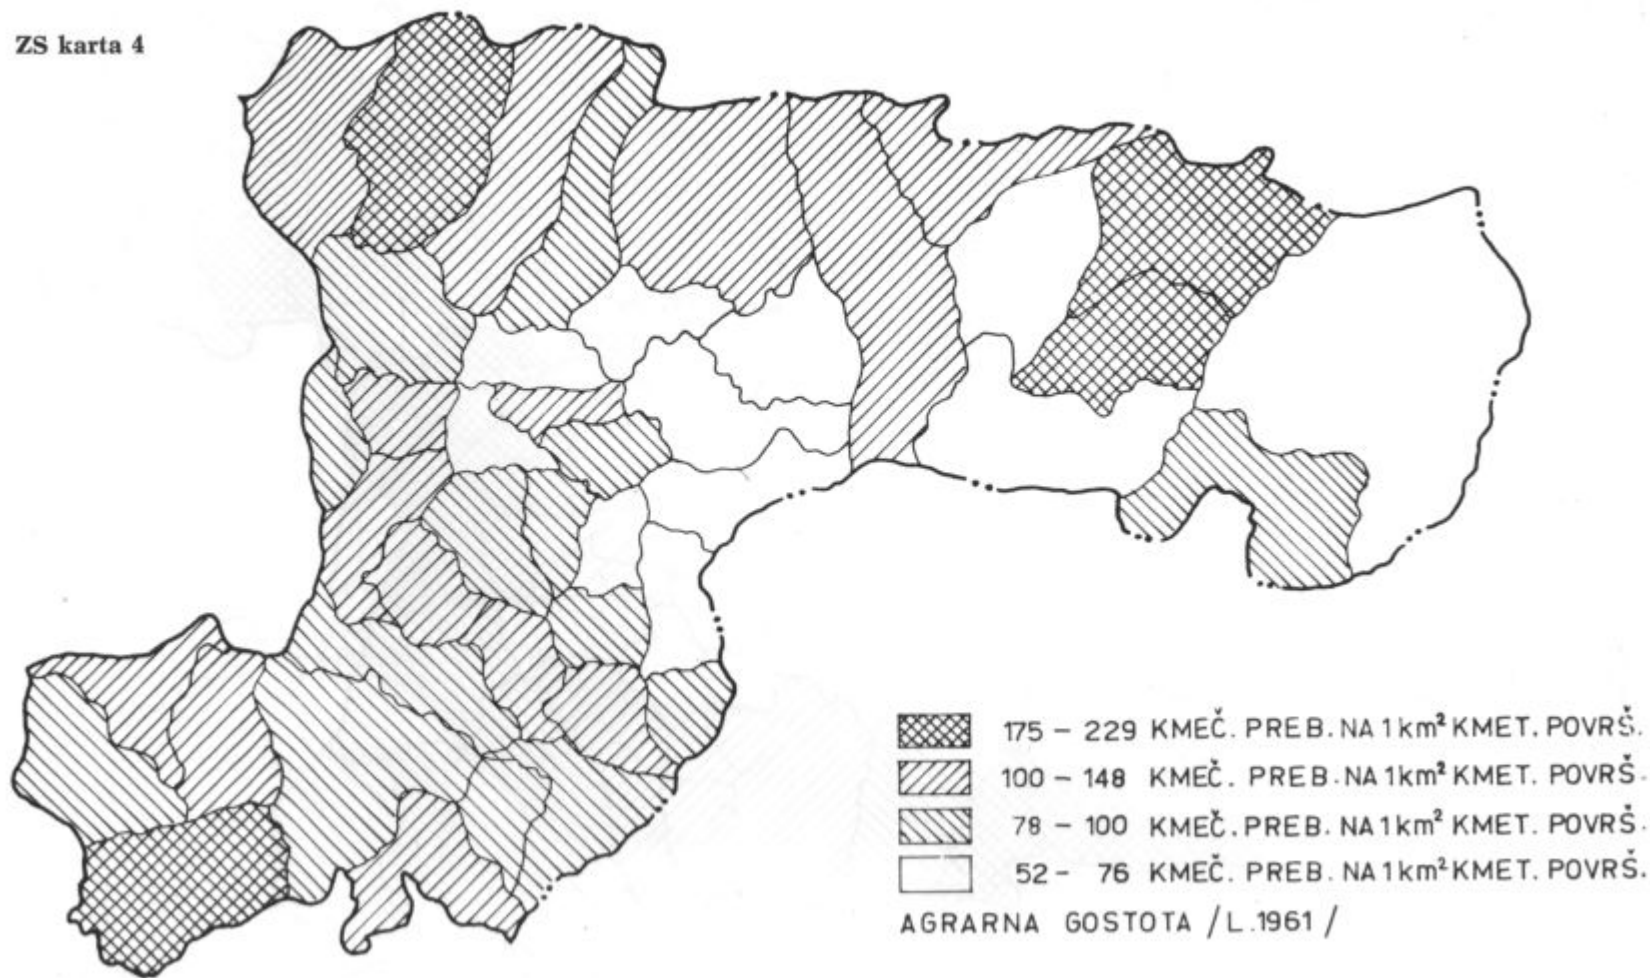 ZS karta 4
175 – 229 KMEČ. PREB. NA 1 km² KMET. POVRŠ.
100 – 148 KMEČ. PREB. NA 1 km² KMET. POVRŠ.
78 – 100 KMEČ. PREB. NA 1 km² KMET. POVRŠ.
52 – 76 KMEČ. PREB. NA 1 km² KMET. POVRŠ.
AGRARNA GOSTOTA /L.1961/